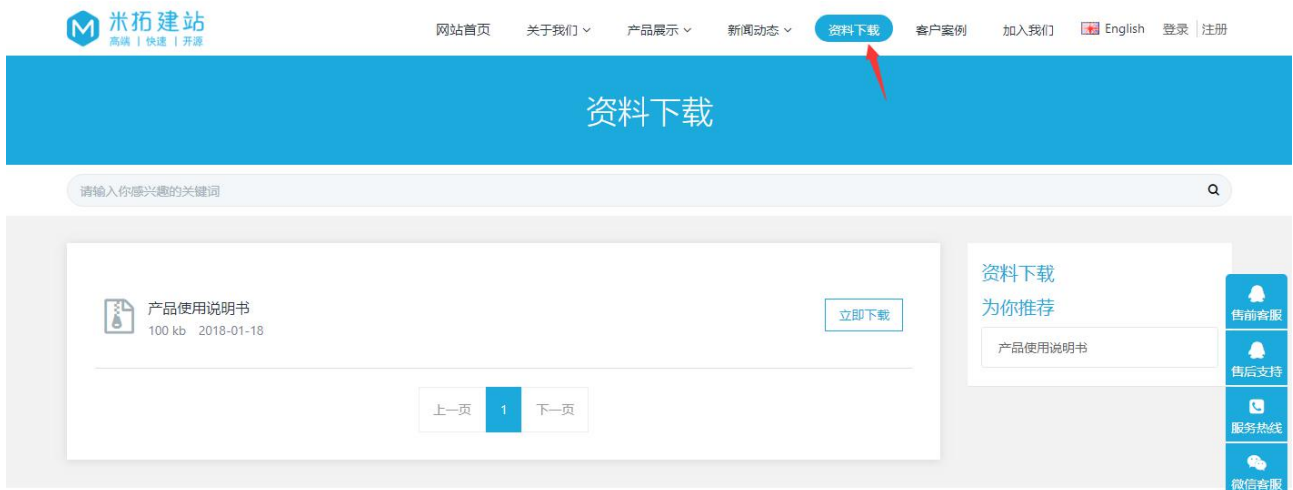 米拓建站
高端 | 快速 | 开源
网站首页 关于我们 产品展示 新闻动态 资料下载 客户案例 加入我们 English 登录 | 注册
资料下载
请输入你感兴趣的关键词
产品使用说明书
100 kb 2018-01-18
立即下载
上一页 1 下一页
资料下载
为你推荐
产品使用说明书
售前客服
售后支持
服务热线
微信客服